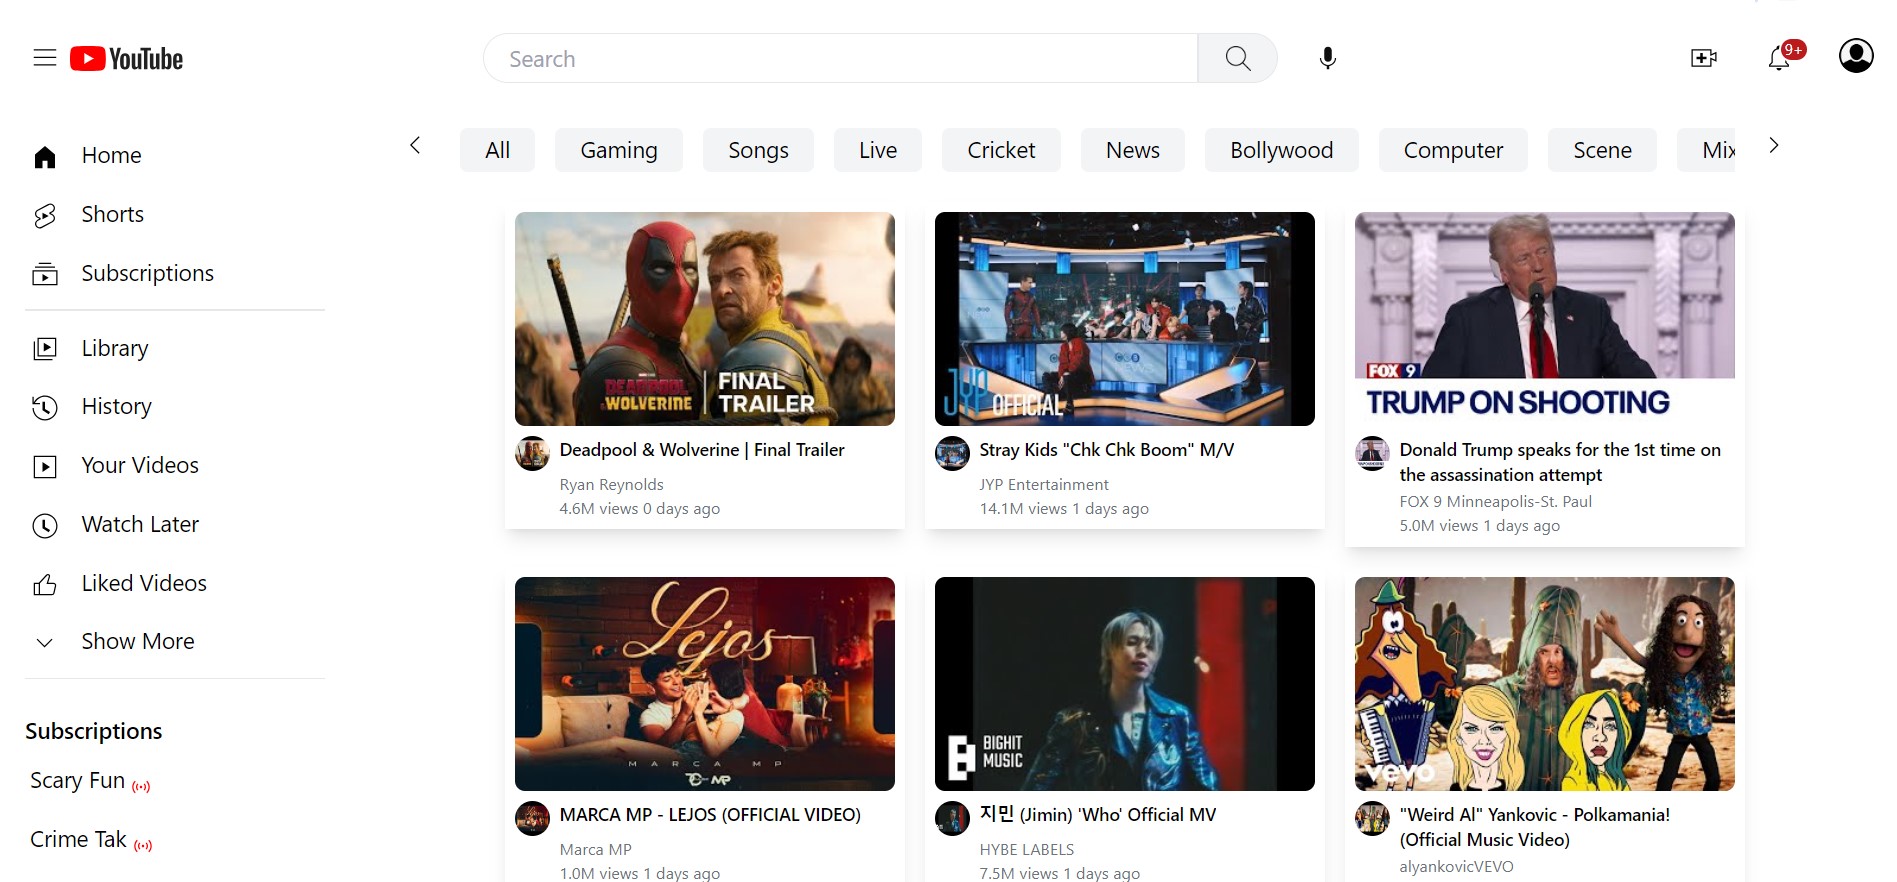 YouTube
Search
9+
Home
Shorts
Subscriptions
Library
History
Your Videos
Watch Later
Liked Videos
Show More
Subscriptions
Scary Fun
Crime Tak
All Gaming Songs Live Cricket News Bollywood Computer Scene Mix
DEADPOOL
& WOLVERINE
FINAL
TRAILER
Deadpool & Wolverine | Final Trailer
Ryan Reynolds
4.6M views 0 days ago
JYP OFFICIAL
Stray Kids "Chk Chk Boom" M/V
JYP Entertainment
14.1M views 1 days ago
FOX 9
TRUMP ON SHOOTING
Donald Trump speaks for the 1st time on
the assassination attempt
FOX 9 Minneapolis-St. Paul
5.0M views 1 days ago
Lejos
MARCA MP
MP
MARCA MP - LEJOS (OFFICIAL VIDEO)
Marca MP
1.0M views 1 days ago
BIGHIT
MUSIC
지민 (Jimin) 'Who' Official MV
HYBE LABELS
7.5M views 1 days ago
vevo
"Weird Al" Yankovic - Polkamania!
(Official Music Video)
alyankovicVEVO